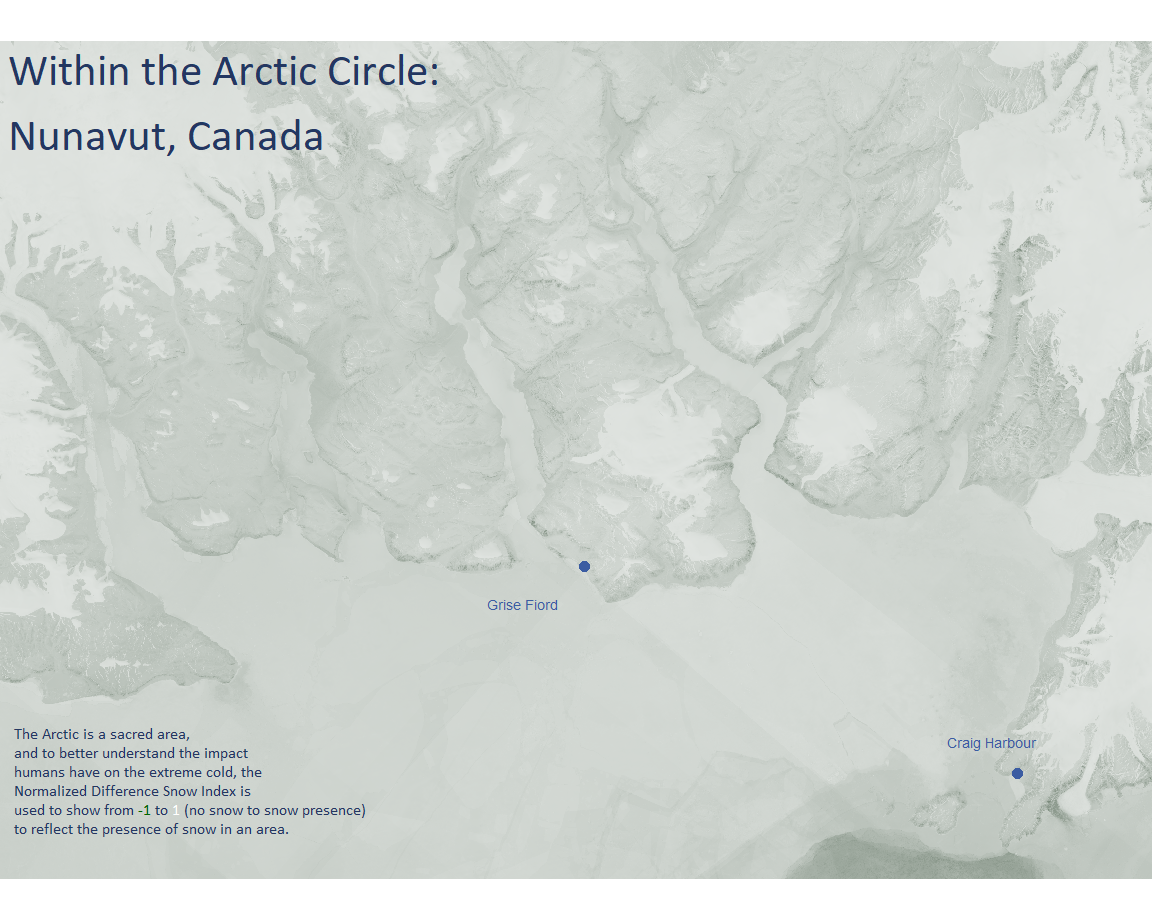 Within the Arctic Circle:
Nunavut, Canada
Grise Fiord
Craig Harbour
The Arctic is a sacred area,
and to better understand the impact
humans have on the extreme cold, the
Normalized Difference Snow Index is
used to show from -1 to 1 (no snow to snow presence)
to reflect the presence of snow in an area.